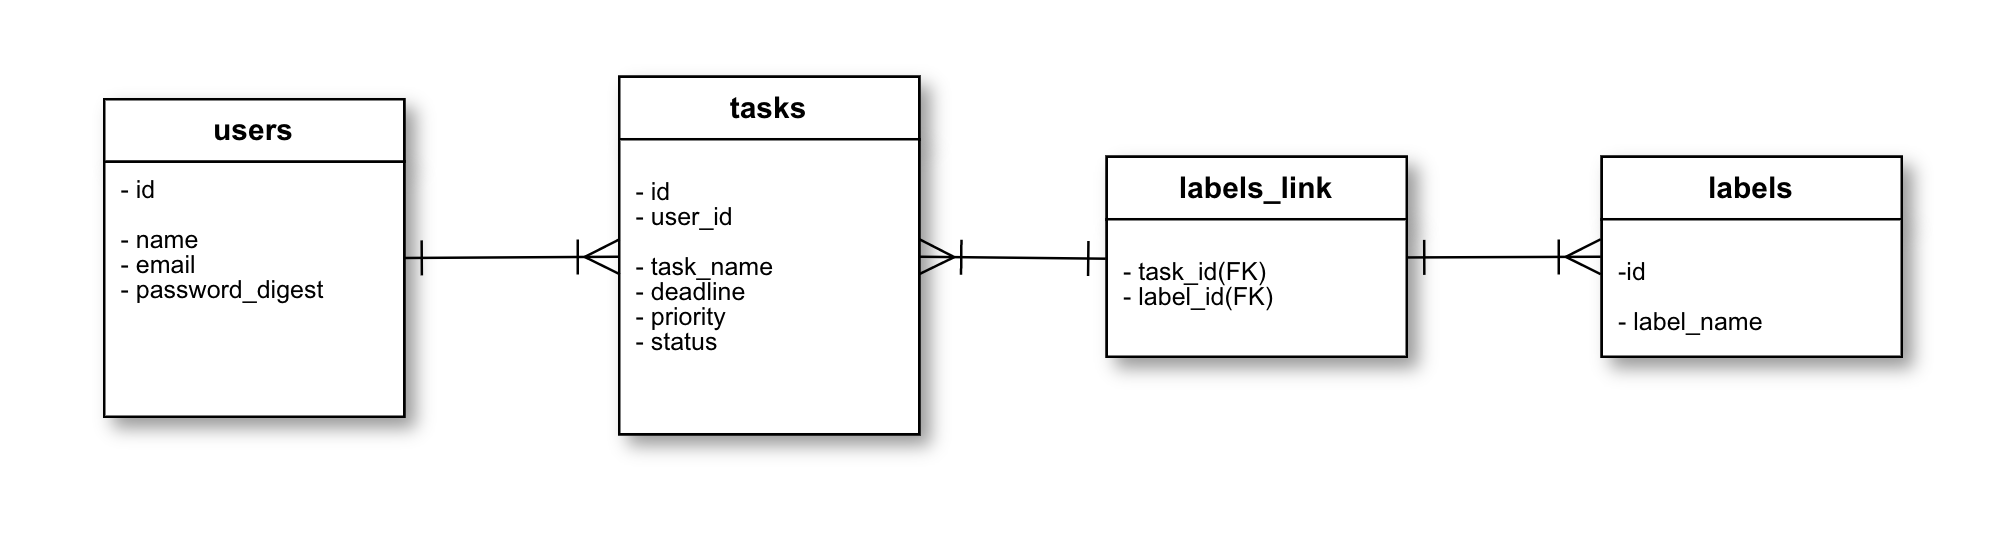 users
- id
- name
- email
- password_digest
tasks
- id
- user_id
- task_name
- deadline
- priority
- status
labels_link
- task_id(FK)
- label_id(FK)
labels
-id
- label_name